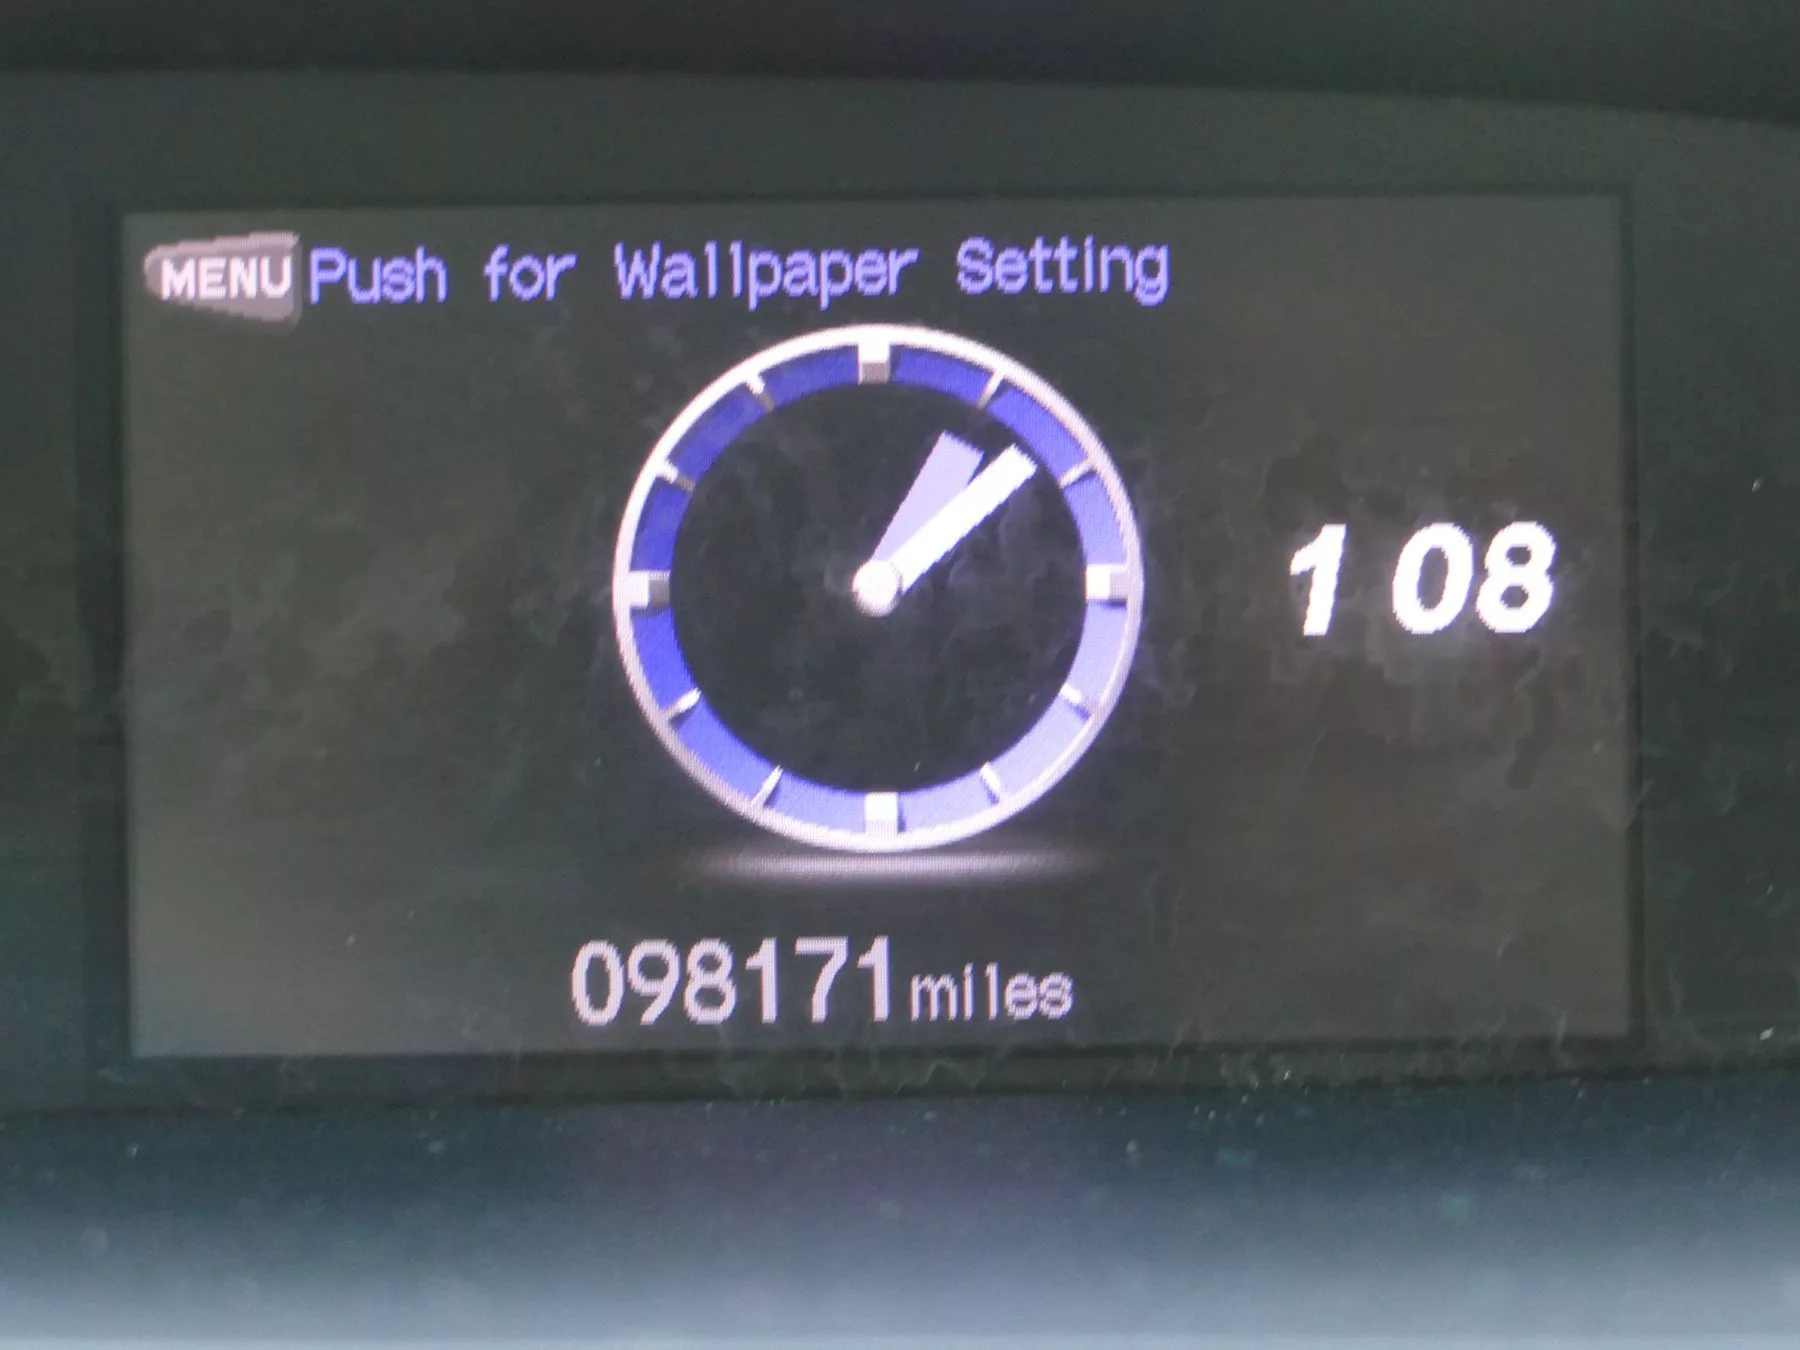 MENU Push for Wallpaper Setting
1 08
098171 miles